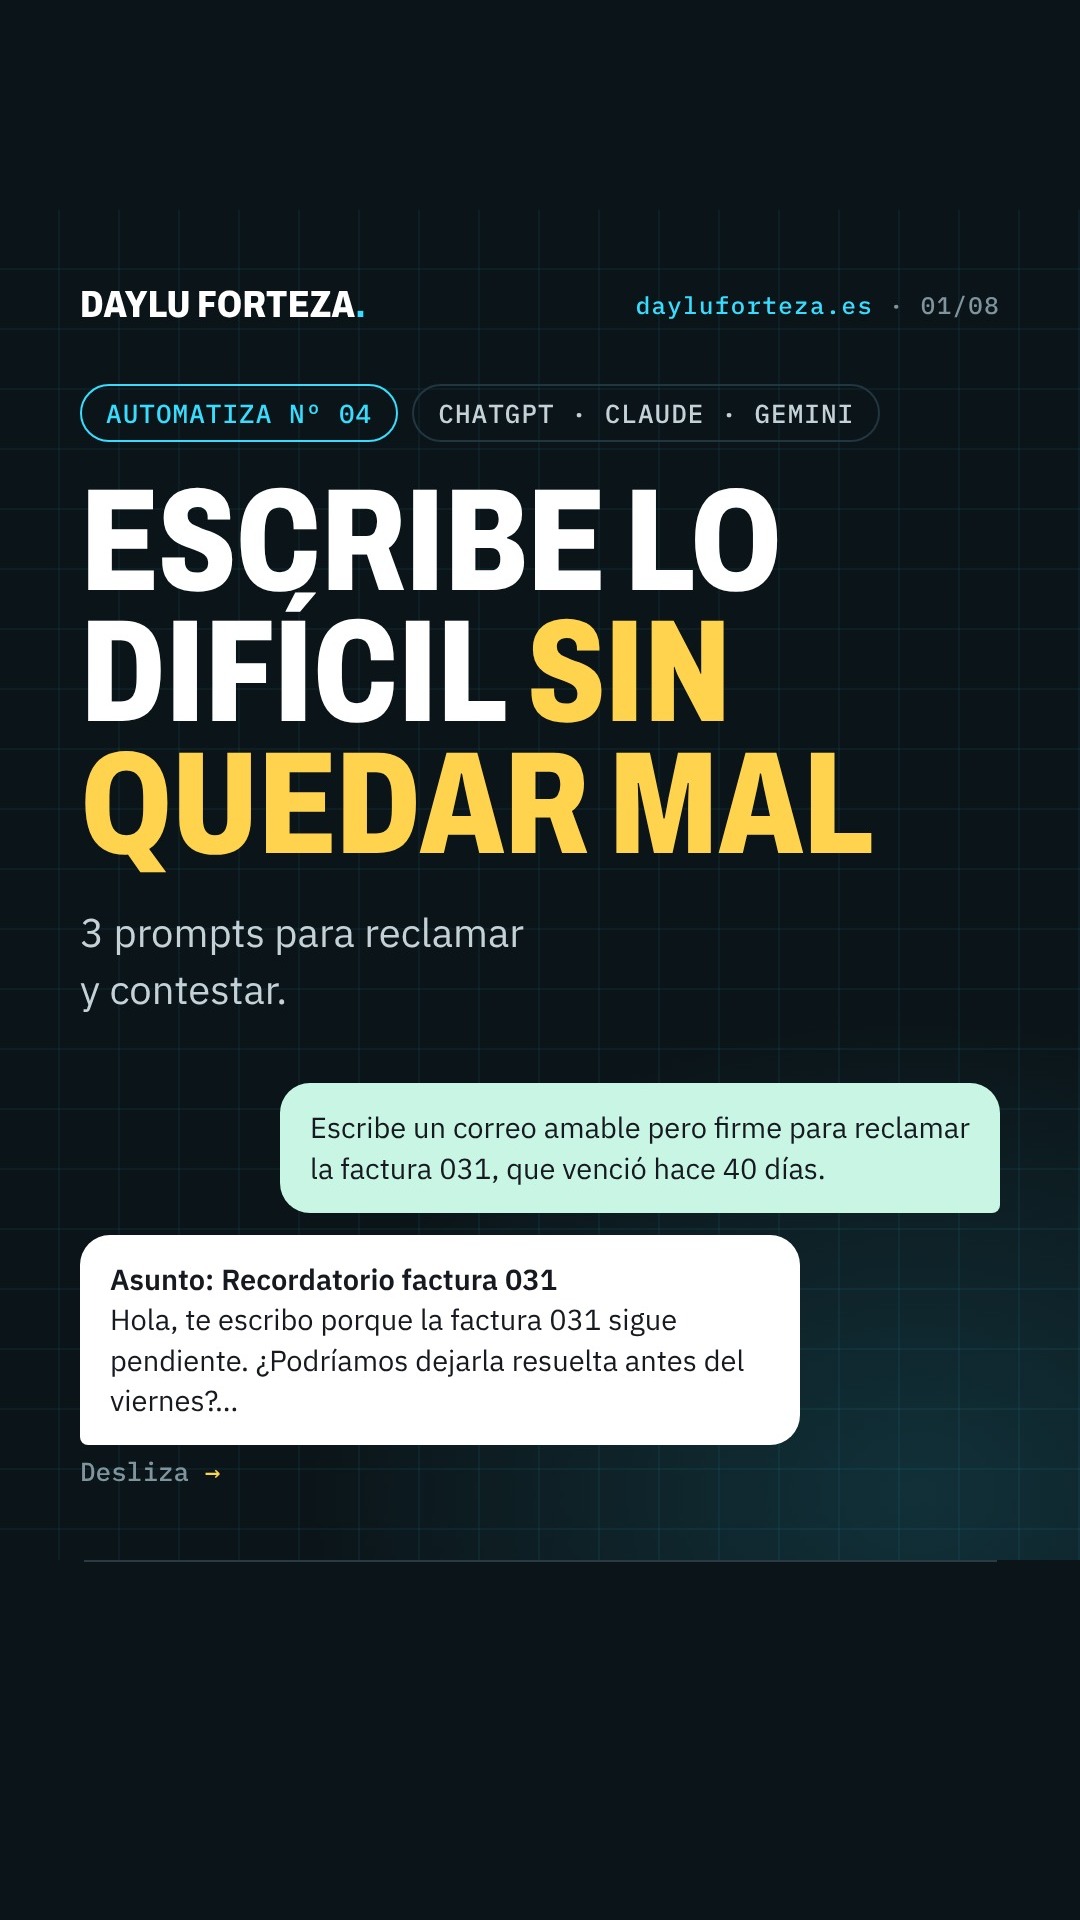 DAYLU FORTEZA.
dayluforteza.es · 01/08
AUTOMATIZA Nº 04
CHATGPT · CLAUDE · GEMINI
ESCRIBE LO
DIFÍCIL SIN
QUEDAR MAL
3 prompts para reclamar
y contestar.
Escribe un correo amable pero firme para reclamar
la factura 031, que venció hace 40 días.
Asunto: Recordatorio factura 031
Hola, te escribo porque la factura 031 sigue
pendiente. ¿Podríamos dejarla resuelta antes del
viernes?...
Desliza →